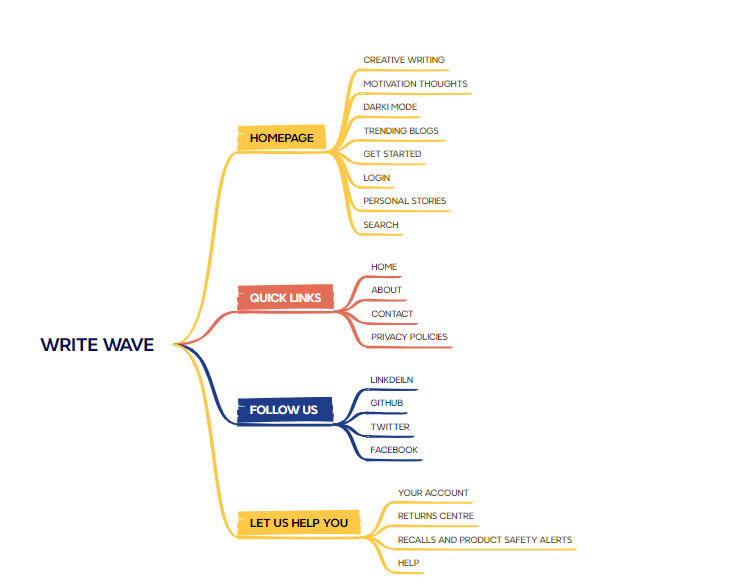 WRITE WAVE
HOMEPAGE
CREATIVE WRITING
MOTIVATION THOUGHTS
DARKI MODE
TRENDING BLOGS
GET STARTED
LOGIN
PERSONAL STORIES
SEARCH
QUICK LINKS
HOME
ABOUT
CONTACT
PRIVACY POLICIES
FOLLOW US
LINKDEILN
GITHUB
TWITTER
FACEBOOK
LET US HELP YOU
YOUR ACCOUNT
RETURNS CENTRE
RECALLS AND PRODUCT SAFETY ALERTS
HELP